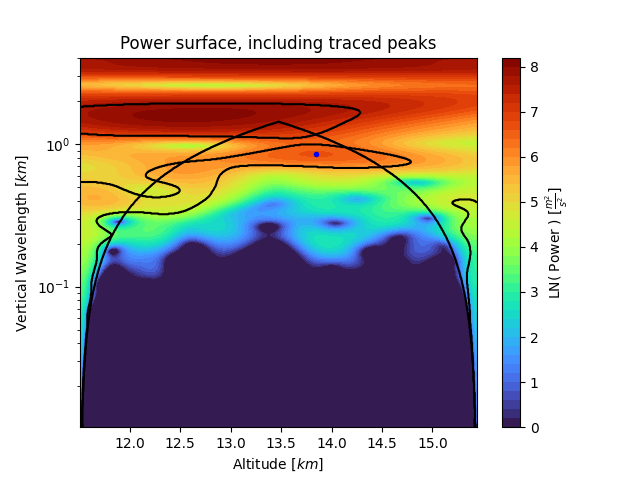 Power surface, including traced peaks
Vertical Wavelength [km]
10⁰
10⁻¹
12.0 12.5 13.0 13.5 14.0 14.5 15.0
Altitude [km]
8
7
6
5
4
3
2
1
0
LN( Power ) [m²/s²]